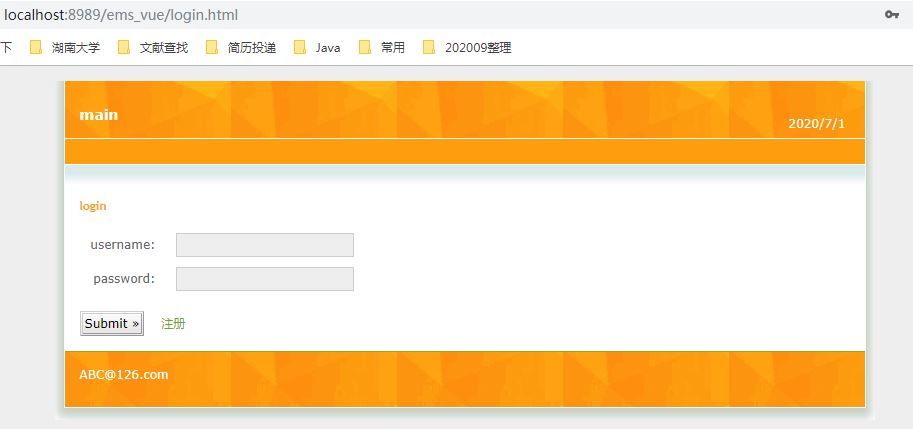 localhost:8989/ems_vue/login.html
下 湖南大学 文献查找 简历投递 Java 常用 202009整理
main
2020/7/1
login
username:
password:
Submit » 注册
ABC@126.com